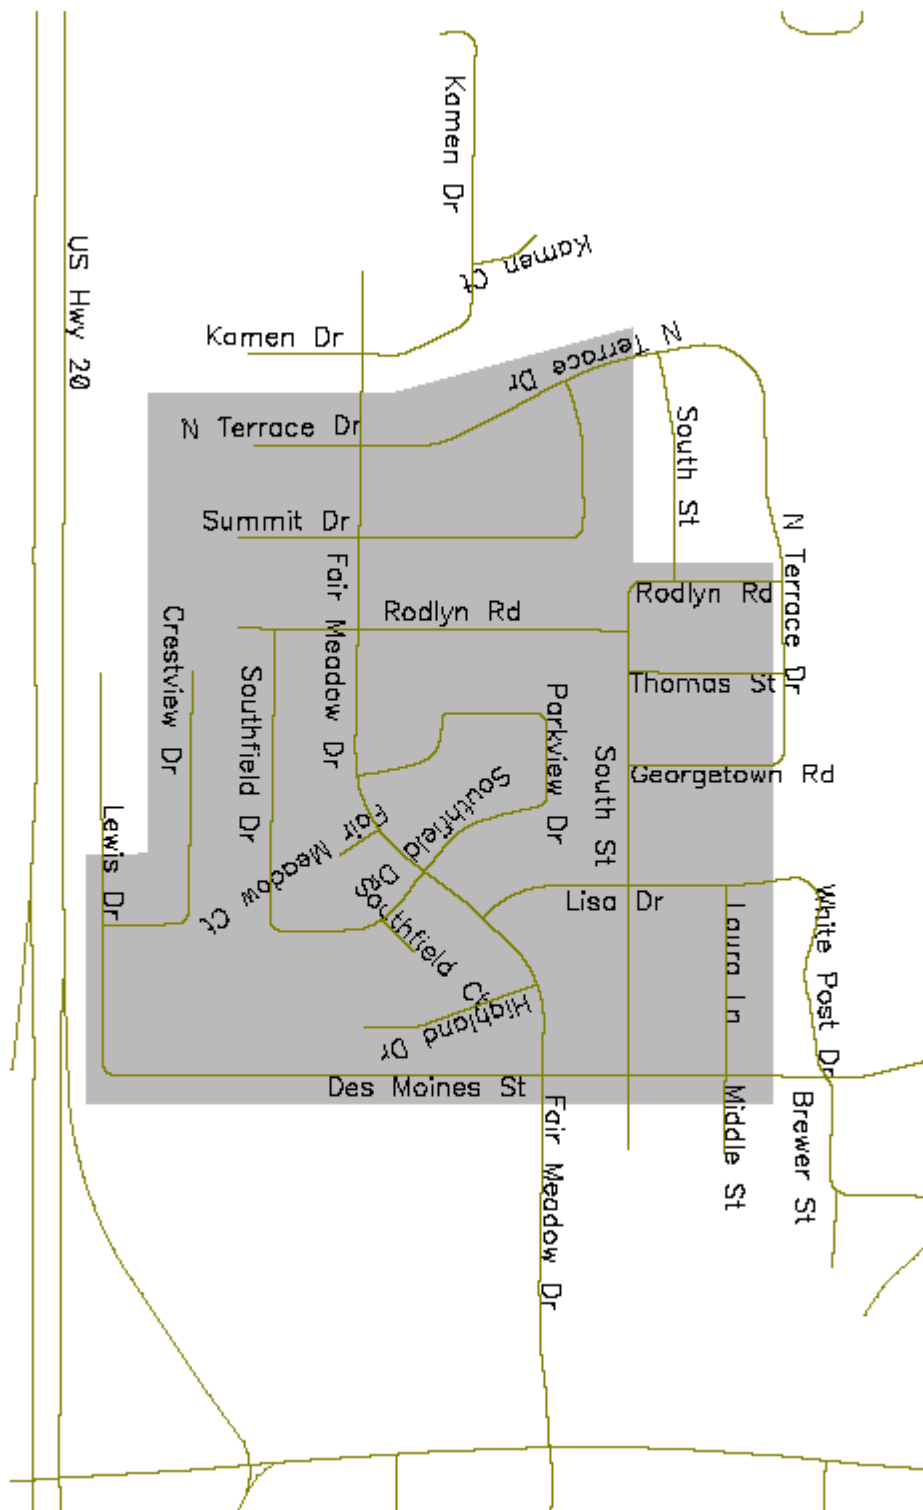 Kamen Dr
Kamen Ct
US Hwy 20
Kamen Dr
N Terrace Dr
N Terrace Dr
South St
Summit Dr
N Terrace Dr
Fair Meadow Dr
Rodlyn Rd
Rodlyn Rd
Crestview Dr
Southfield Dr
Thomas St
Parkview Dr
South St
Georgetown Rd
Southfield Dr
Lewis Dr
Fair Meadow Ct
Southfield Ct
Lisa Dr
White Post Dr
Laura Ln
Highland Dr
Des Moines St
Middle St
Brewer St
Fair Meadow Dr